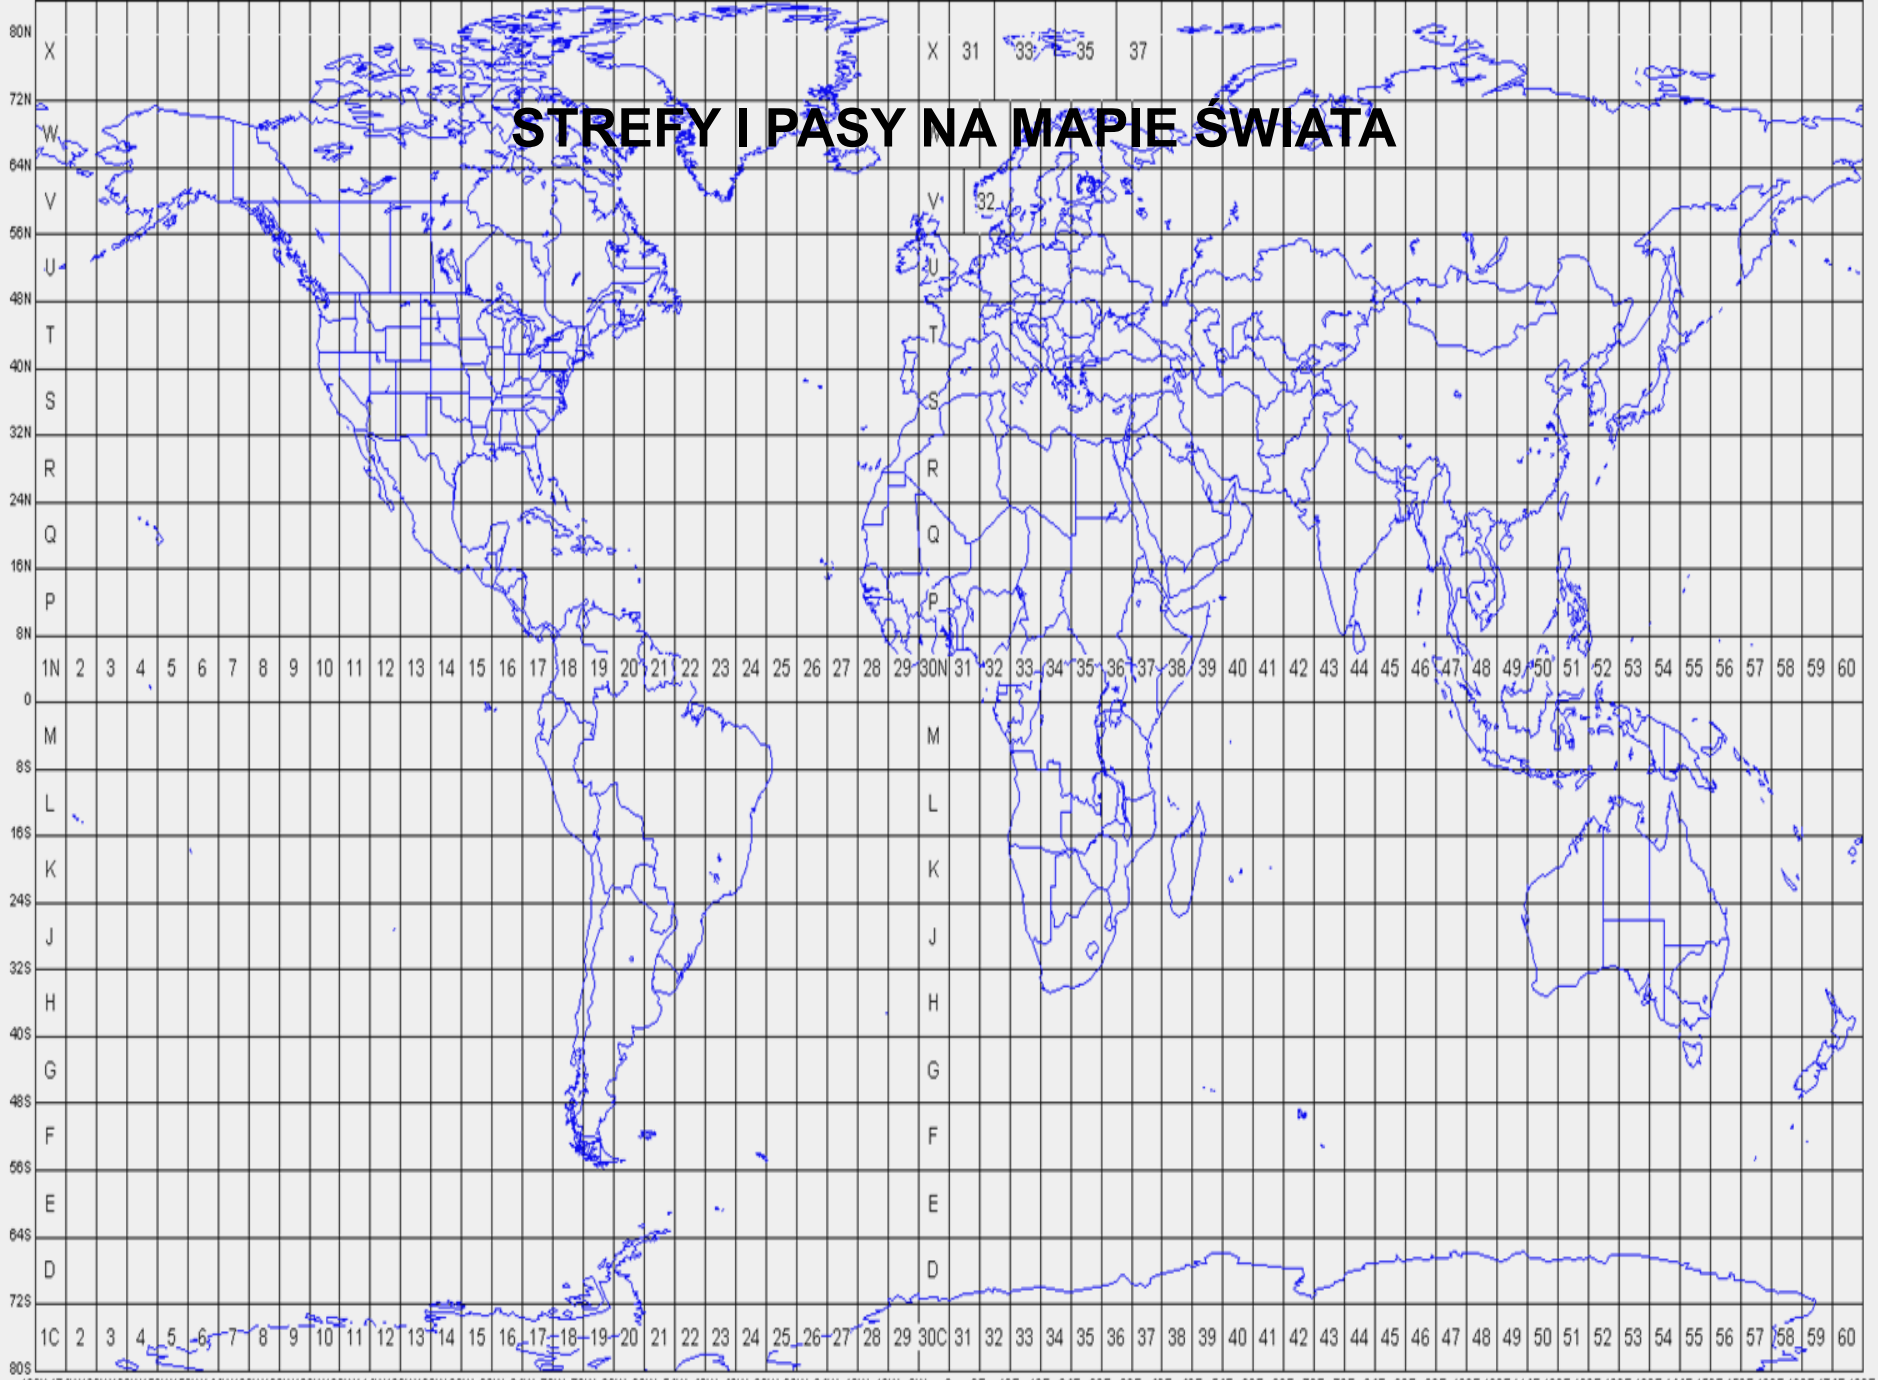 80N
X X 31 33 35 37
72N
STREFY I PASY NA MAPIE ŚWIATA
W
64N
V V 32
56N
U U
48N
T T
40N
S S
32N
R R
24N
Q Q
16N
P P
8N
1N 2 3 4 5 6 7 8 9 10 11 12 13 14 15 16 17 18 19 20 21 22 23 24 25 26 27 28 29 30N 31 32 33 34 35 36 37 38 39 40 41 42 43 44 45 46 47 48 49 50 51 52 53 54 55 56 57 58 59 60
0
M M
8S
L L
16S
K K
24S
J J
32S
H H
40S
G G
48S
F F
56S
E E
64S
D D
72S
1C 2 3 4 5 6 7 8 9 10 11 12 13 14 15 16 17 18 19 20 21 22 23 24 25 26 27 28 29 30C 31 32 33 34 35 36 37 38 39 40 41 42 43 44 45 46 47 48 49 50 51 52 53 54 55 56 57 58 59 60
80S